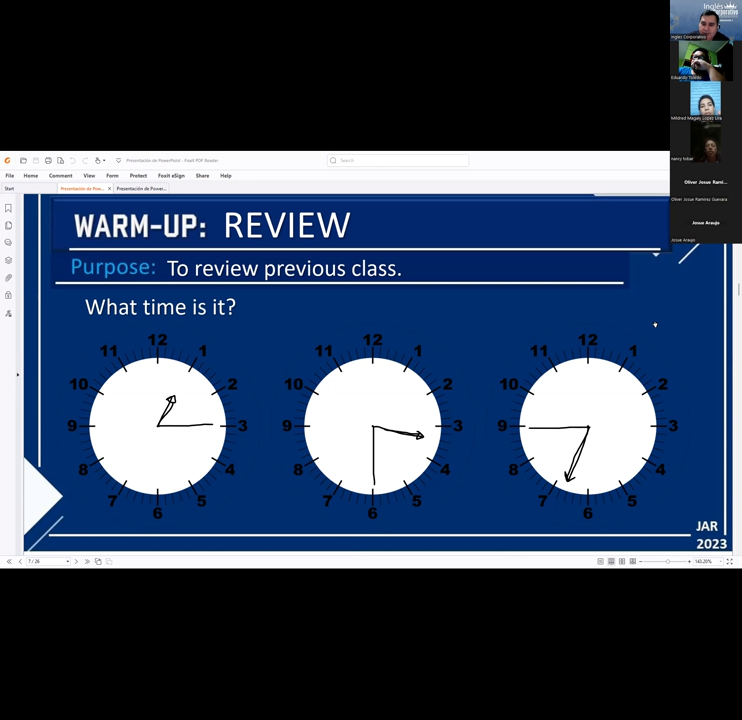 Inglés
Corporativo
Ingles Corporativo
Eduardo Toledo
Mildred Magaly Lopez Lila
nancy tobar
Oliver Josue Rami...
Oliver Josue Ramirez Guevara
Josue Araujo
Josue Araujo
Presentación de PowerPoint - Foxit PDF Reader
Search
File Home Comment View Form Protect Foxit eSign Share Help
Start Presentación de Pow... Presentación de Power...
WARM-UP: REVIEW
Purpose: To review previous class.
What time is it?
12 1 2 3 4 5 6 7 8 9 10 11
12 1 2 3 4 5 6 7 8 9 10 11
12 1 2 3 4 5 6 7 8 9 10 11
JAR
2023
7 / 26
140.20%